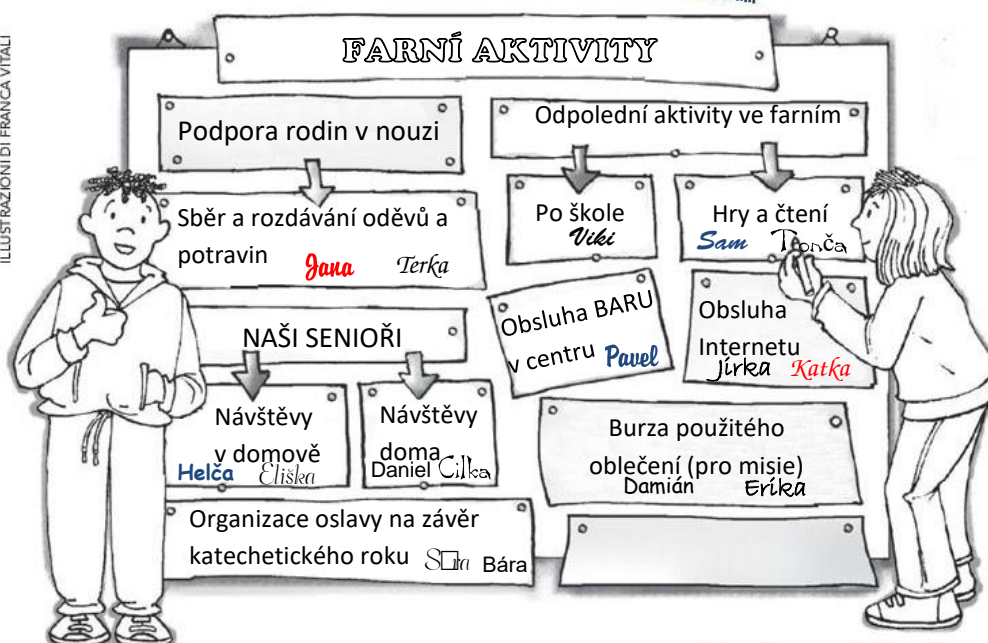 ILLUSTRAZIONI DI FRANCA VITALI
FARNÍ AKTIVITY
Podpora rodin v nouzi
Odpolední aktivity ve farním
Sběr a rozdávání oděvů a
potravin Jana Terka
Po škole
Viki
Hry a čtení
Sam Tonča
NAŠI SENIOŘI
Obsluha BARU
v centru Pavel
Obsluha
Internetu
Jirka Katka
Návštěvy
v domově
Helča Eliška
Návštěvy
doma
Daniel Cilka
Burza použitého
oblečení (pro misie)
Damián Erika
Organizace oslavy na závěr
katechetického roku Bára